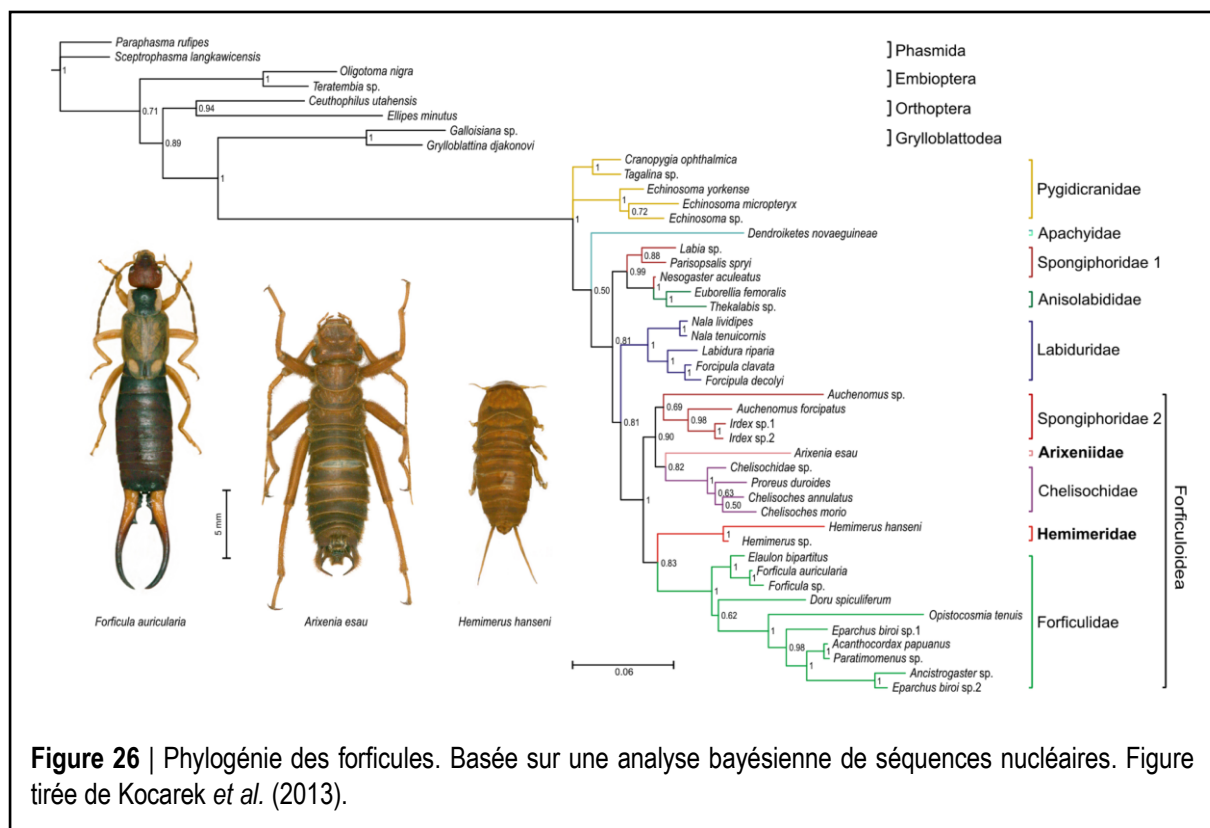 Paraphasma rufipes
Sceptrophasma langkawicensis
1
Phasmida
Oligotoma nigra
1
Teratembia sp.
Embioptera
0.71
Ceuthophilus utahensis
0.94
Ellipes minutus
Orthoptera
0.89
Galloisiana sp.
1
Grylloblattina djakonovi
Grylloblattodea
1
Cranopygia ophthalmica
1
Tagalina sp.
Echinosoma yorkense
1
Echinosoma micropteryx
0.72
Echinosoma sp.
1
Pygidicranidae
Dendroiketes novaeguineae
Apachyidae
0.50
Labia sp.
0.88
Parisopsalis spryi
0.99
Nesogaster aculeatus
Spongiphoridae 1
1
Euborellia femoralis
1
Thekalabis sp.
Anisolabididae
0.81
Nala lividipes
1
Nala tenuicornis
1
Labidura riparia
1
Forcipula clavata
1
Forcipula decolyi
Labiduridae
0.81
Auchenomus sp.
0.69
Auchenomus forcipatus
0.98
Irdex sp.1
1
Irdex sp.2
Spongiphoridae 2
0.90
Arixenia esau
Arixeniidae
0.82
Chelisochidae sp.
1
Proreus duroides
0.63
Chelisoches annulatus
0.50
Chelisoches morio
Chelisochidae
1
Hemimerus hanseni
1
Hemimerus sp.
Hemimeridae
0.83
Elaulon bipartitus
1
Forficula auricularia
1
Forficula sp.
1
Doru spiculiferum
0.62
Opistocosmia tenuis
1
Eparchus biroi sp.1
0.98
Acanthocordax papuanus
1
Paratimomenus sp.
1
Ancistrogaster sp.
1
Eparchus biroi sp.2
Forficulidae
Forficuloidea
5 mm
Forficula auricularia
Arixenia esau
Hemimerus hanseni
0.06
Figure 26 | Phylogénie des forficules. Basée sur une analyse bayésienne de séquences nucléaires. Figure
tirée de Kocarek et al. (2013).